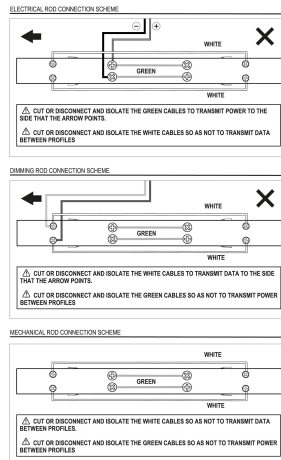 ELECTRICAL ROD CONNECTION SCHEME
− +
WHITE
GREEN
WHITE
CUT OR DISCONNECT AND ISOLATE THE GREEN CABLES TO TRANSMIT POWER TO THE
SIDE THAT THE ARROW POINTS.
CUT OR DISCONNECT AND ISOLATE THE WHITE CABLES SO AS NOT TO TRANSMIT DATA
BETWEEN PROFILES
DIMMING ROD CONNECTION SCHEME
WHITE
GREEN
WHITE
CUT OR DISCONNECT AND ISOLATE THE WHITE CABLES TO TRANSMIT DATA TO THE SIDE
THAT THE ARROW POINTS.
CUT OR DISCONNECT AND ISOLATE THE GREEN CABLES SO AS NOT TO TRANSMIT POWER
BETWEEN PROFILES
MECHANICAL ROD CONNECTION SCHEME
WHITE
GREEN
WHITE
CUT OR DISCONNECT AND ISOLATE THE WHITE CABLES SO AS NOT TO TRANSMIT DATA
BETWEEN PROFILES.
CUT OR DISCONNECT AND ISOLATE THE GREEN CABLES SO AS NOT TO TRANSMIT POWER
BETWEEN PROFILES